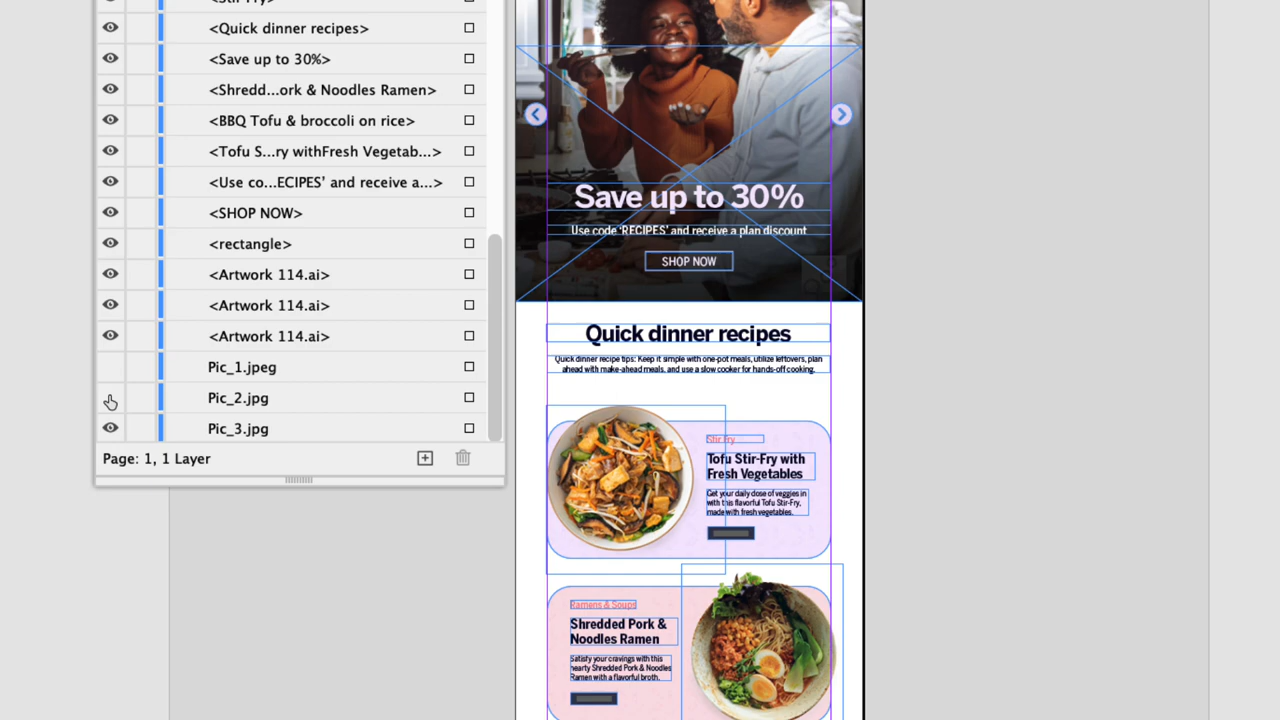 <Stir Fry>
<Quick dinner recipes>
<Save up to 30%>
<Shredd...ork & Noodles Ramen>
<BBQ Tofu & broccoli on rice>
<Tofu S...ry withFresh Vegetab...>
<Use co...ECIPES’ and receive a...>
<SHOP NOW>
<rectangle>
<Artwork 114.ai>
<Artwork 114.ai>
<Artwork 114.ai>
Pic_1.jpeg
Pic_2.jpg
Pic_3.jpg
Page: 1, 1 Layer
Save up to 30%
Use code ‘RECIPES’ and receive a plan discount
SHOP NOW
Quick dinner recipes
Quick dinner recipe tips: Keep it simple with one-pot meals, utilize leftovers, plan
ahead with make-ahead meals, and use a slow cooker for hands-off cooking.
Stir Fry
Tofu Stir-Fry with
Fresh Vegetables
Get your daily dose of veggies in
with this flavorful Tofu Stir-Fry,
made with fresh vegetables.
Ramens & Soups
Shredded Pork &
Noodles Ramen
Satisfy your cravings with this
hearty Shredded Pork & Noodles
Ramen with a flavorful broth.